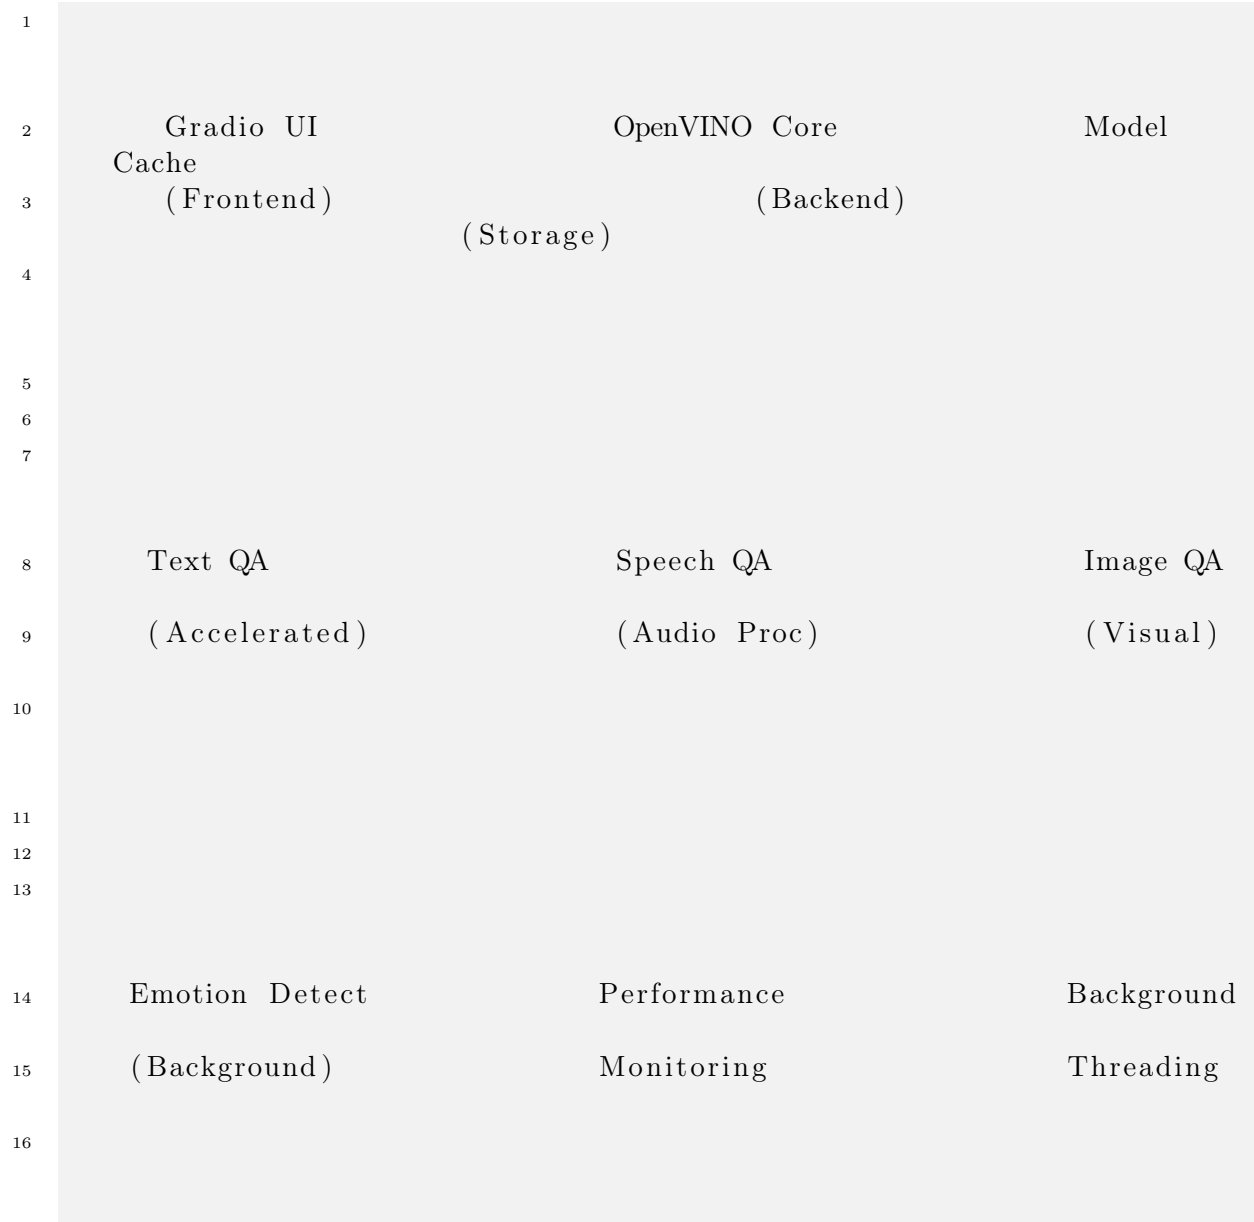 1
2 Gradio UI OpenVINO Core Model
Cache
3 (Frontend) (Backend)
(Storage)
4
5
6
7
8 Text QA Speech QA Image QA
9 (Accelerated) (Audio Proc) (Visual)
10
11
12
13
14 Emotion Detect Performance Background
15 (Background) Monitoring Threading
16